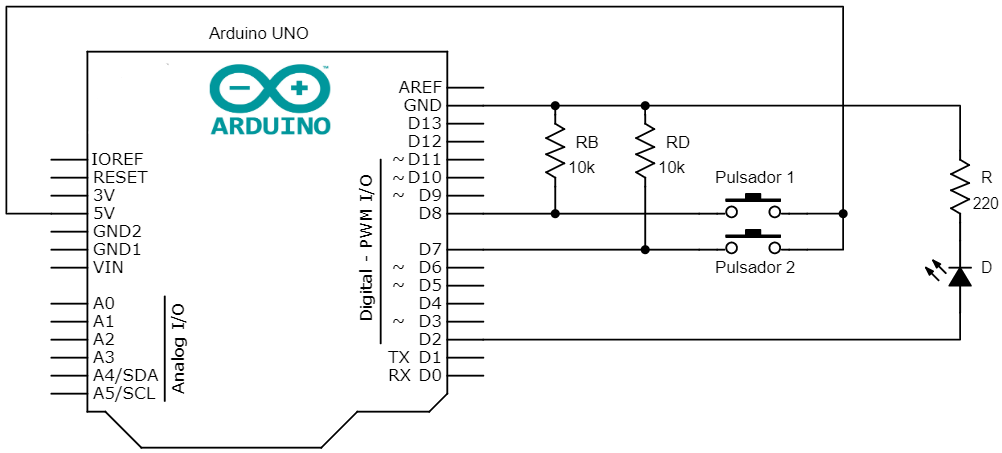 Arduino UNO
ARDUINO
IOREF
RESET
3V
5V
GND2
GND1
VIN
A0
A1
A2
A3
A4/SDA
A5/SCL
Analog I/O
AREF
GND
D13
D12
~ D11
~ D10
~ D9
D8
D7
~ D6
~ D5
D4
~ D3
D2
TX D1
RX D0
Digital - PWM I/O
RB
10k
RD
10k
Pulsador 1
Pulsador 2
R
220
D